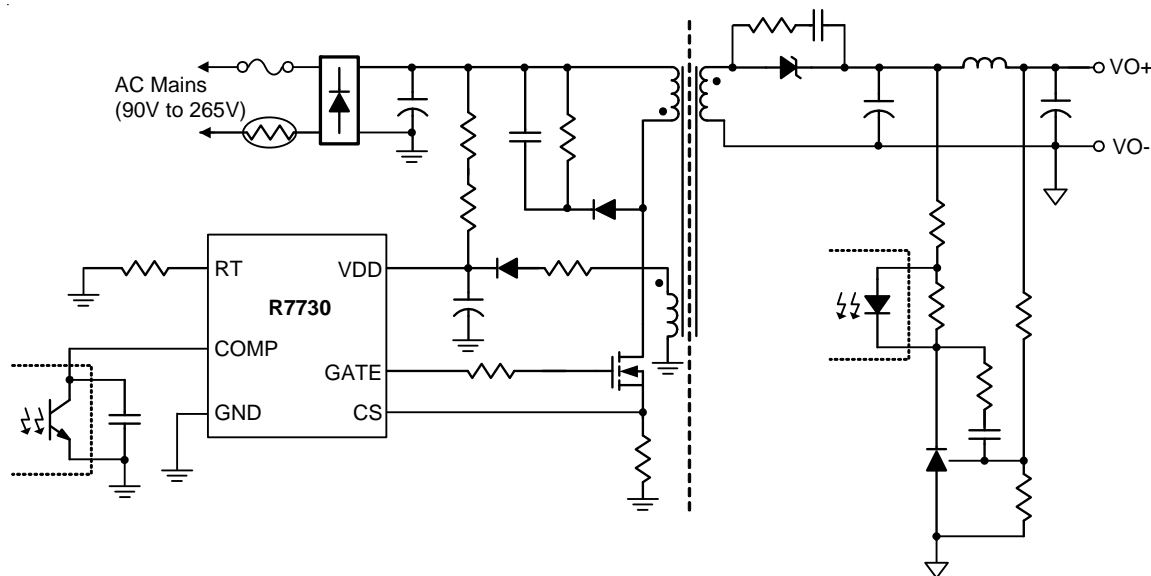 AC Mains
(90V to 265V)
VO+
VO-
RT
VDD
R7730
COMP
GATE
GND
CS